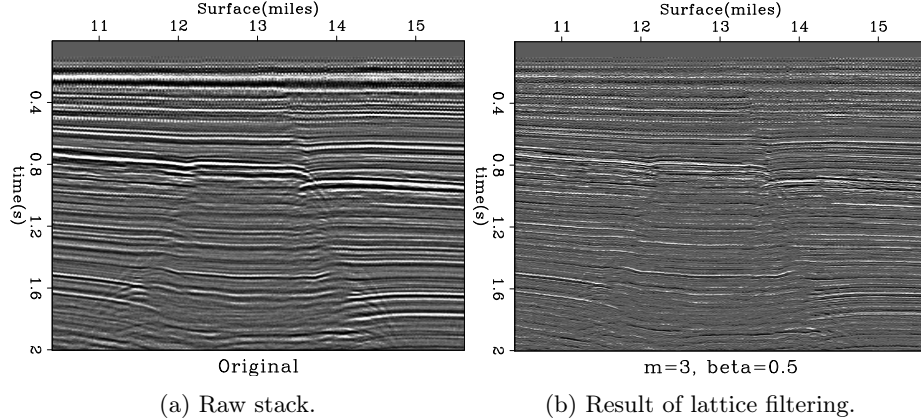 Surface(miles)
11 12 13 14 15
time(s)
0.4
0.8
1.2
1.6
2
Original
(a) Raw stack.
Surface(miles)
11 12 13 14 15
time(s)
0.4
0.8
1.2
1.6
2
m=3, beta=0.5
(b) Result of lattice filtering.